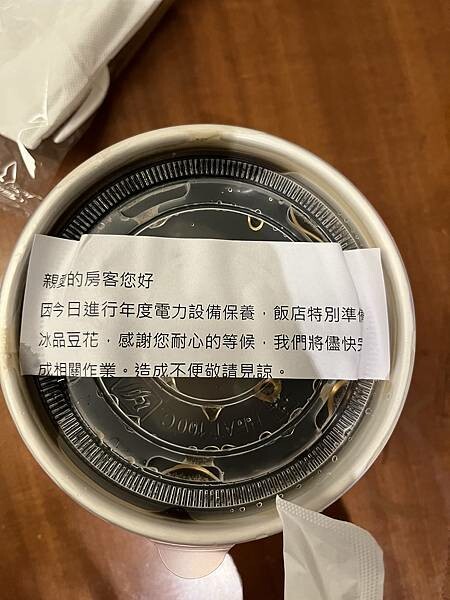 親愛的房客您好
因今日進行年度電力設備保養，飯店特別準備
冰品豆花，感謝您耐心的等候，我們將儘快完
成相關作業。造成不便敬請見諒。